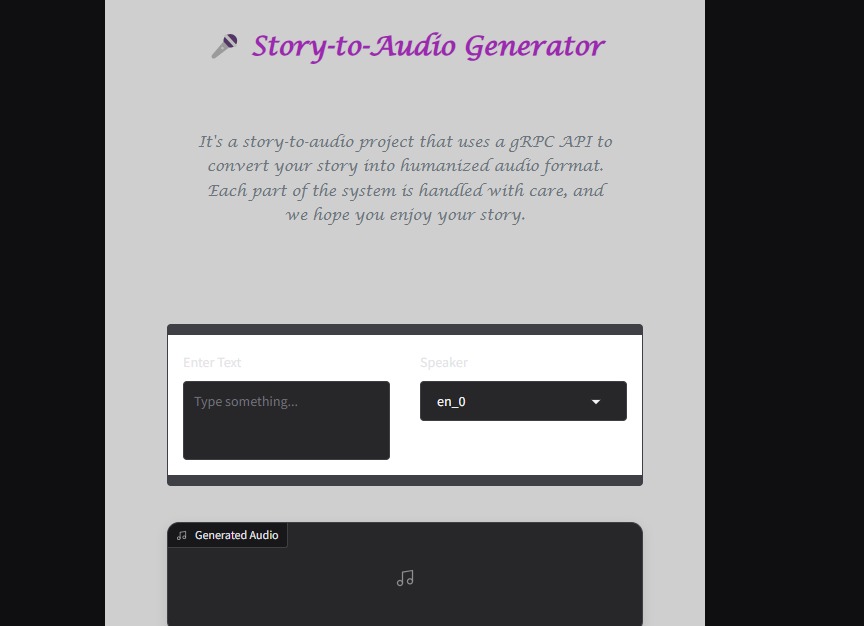 🎤 Story-to-Audio Generator
It's a story-to-audio project that uses a gRPC API to
convert your story into humanized audio format.
Each part of the system is handled with care, and
we hope you enjoy your story.
Enter Text
Speaker
Type something...
en_0
Generated Audio